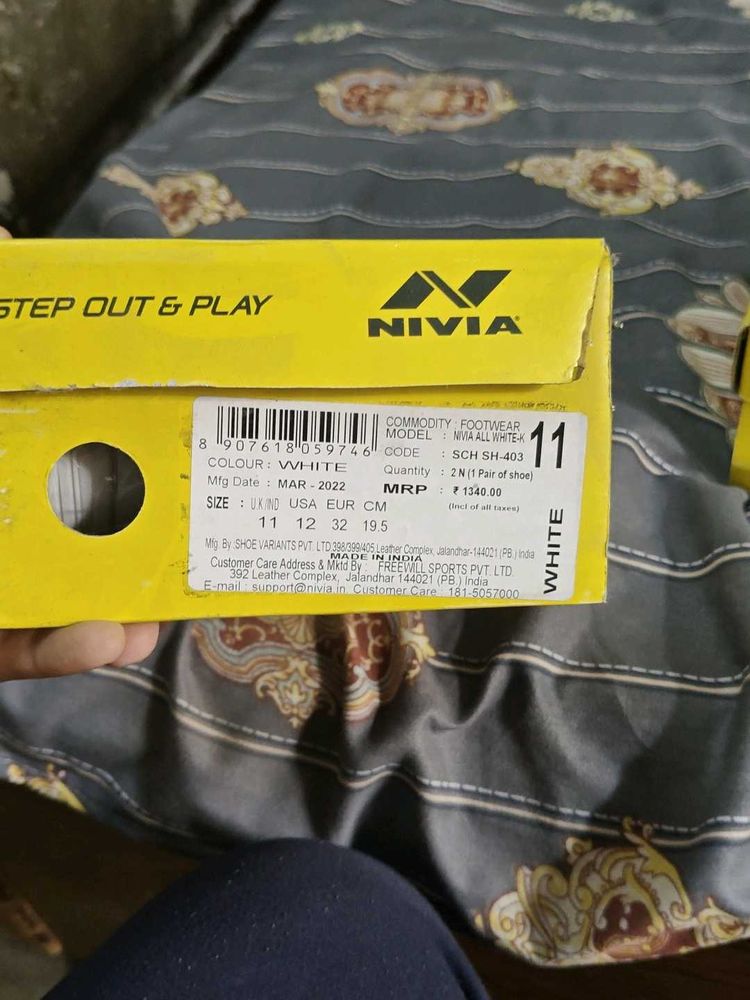 STEP OUT & PLAY
NIVIA
8 907618 059746
COLOUR : WHITE
Mfg Date : MAR - 2022
SIZE : U.K/IND USA EUR CM
11 12 32 19.5
COMMODITY : FOOTWEAR
MODEL : NIVIA ALL WHITE-K
CODE : SCH SH-403
Quantity : 2 N (1 Pair of shoe)
MRP : ₹ 1340.00
(Incl of all taxes)
11
WHITE
Mfg. By :SHOE VARIANTS PVT. LTD.398/399/405,Leather Complex, Jalandhar-144021 (PB.) India
MADE IN INDIA
Customer Care Address & Mktd By : FREEWILL SPORTS PVT. LTD.
392 Leather Complex, Jalandhar 144021 (PB.) India
E-mail : support@nivia.in Customer Care : 181-5057000